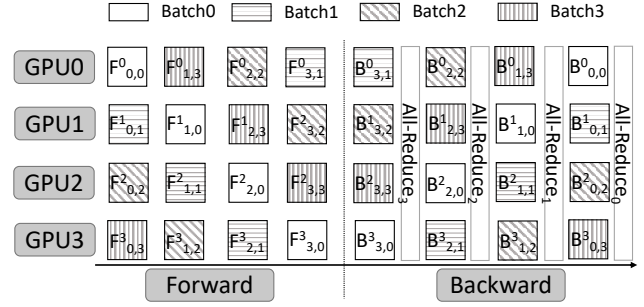 Batch0 Batch1 Batch2 Batch3
GPU0 F⁰₀,₀ F⁰₁,₃ F⁰₂,₂ F⁰₃,₁ B⁰₃,₁ B⁰₂,₂ B⁰₁,₃ B⁰₀,₀
GPU1 F¹₀,₁ F¹₁,₀ F¹₂,₃ F²₃,₂ B¹₃,₂ B¹₂,₃ B¹₁,₀ B¹₀,₁
GPU2 F²₀,₂ F²₁,₁ F²₂,₀ F³₃,₃ B²₃,₃ B²₂,₀ B²₁,₁ B²₀,₂
GPU3 F³₀,₃ F³₁,₂ F³₂,₁ F³₃,₀ B³₃,₀ B³₂,₁ B³₁,₂ B³₀,₃
All-Reduce₃
All-Reduce₂
All-Reduce₁
All-Reduce₀
Forward Backward